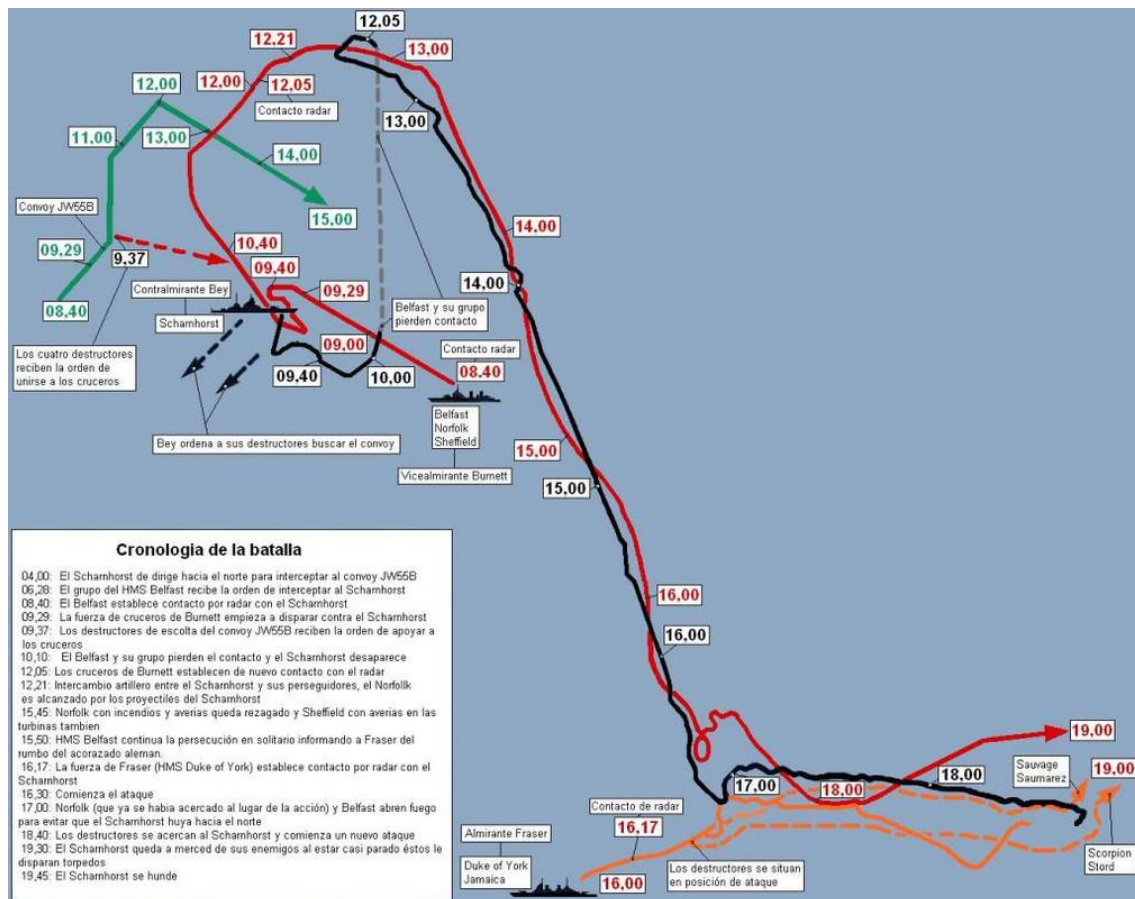 12,05
12,21
13,00
12,00
12,05
12,00
Contacto radar
13,00
11.00
13,00
14,00
Convoy JW55B
15,00
14,00
09,29
9,37
10,40
09,40
14,00
Contralmirante Bey
09,29
08,40
Scharnhorst
Belfast y su grupo
pierden contacto
09,00
Contacto radar
Los cuatro destructores
reciben la orden de
unirse a los cruceros
09,40
10,00
08.40
Belfast
Norfolk
Sheffield
Bey ordena a sus destructores buscar el convoy
15,00
Vicealmirante Burnett
15,00
Cronologia de la batalla
04,00: El Scharnhorst de dirige hacia el norte para interceptar al convoy JW55B
06,28: El grupo del HMS Belfast recibe la orden de interceptar al Scharnhorst
08,40: El Belfast establece contacto por radar con el Scharnhorst
09,29: La fuerza de cruceros de Burnett empieza a disparar contra el Scharnhorst
09,37: Los destructores de escolta del convoy JW55B reciben la orden de apoyar a
los cruceros
10,10: El Belfast y su grupo pierden el contacto y el Scharnhorst desaparece
12,05: Los cruceros de Burnett establecen de nuevo contacto con el radar
12,21: Intercambio artillero entre el Scharnhorst y sus perseguidores, el Norfollk
es alcanzado por los proyectiles del Scharnhorst
15,45: Norfolk con incendios y averias queda rezagado y Sheffield con averias en las
turbinas tambien
15,50: HMS Belfast continua la persecución en solitario informando a Fraser del
rumbo del acorazado aleman.
16,17: La fuerza de Fraser (HMS Duke of York) establece contacto por radar con el
Scharnhorst
16,30: Comienza el ataque
17,00: Norfolk (que ya se habia acercado al lugar de la acción) y Belfast abren fuego
para evitar que el Scharnhorst huya hacia el norte
18,40: Los destructores se acercan al Scharnhorst y comienza un nuevo ataque
19,30: El Scharnhorst queda a merced de sus enemigos al estar casi parado éstos le
disparan torpedos
19,45: El Scharnhorst se hunde
16,00
16,00
19,00
17,00
18,00
18,00
Sauvage
Saumarez
19,00
Contacto de radar
16,17
Almirante Fraser
Duke of York
Jamaica
16,00
Los destructores se situan
en posición de ataque
Scorpion
Stord